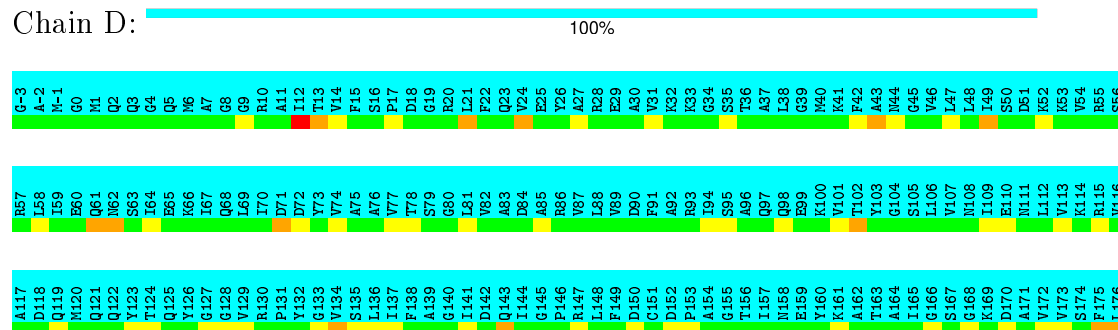 Chain D:
100%
G-3 A-2 M-1 G0 M1 Q2 Q3 G4 Q5 M6 A7 G8 G9 R10 A11 I12 T13 V14 F15 S16 P17 D18 G19 R20 L21 F22 Q23 V24 E25 Y26 A27 R28 E29 A30 V31 K32 K33 G34 S35 T36 A37 L38 G39 M40 K41 F42 A43 N44 G45 V46 L47 L48 I49 S50 D51 K52 K53 V54 R55 S56
R57 L58 I59 E60 Q61 N62 S63 I64 E65 K66 I67 Q68 L69 I70 D71 D72 Y73 V74 A75 A76 V77 T78 S79 G80 L81 V82 A83 D84 A85 R86 V87 L88 V89 D90 F91 A92 R93 I94 S95 A96 Q97 Q98 E99 K100 V101 T102 Y103 G104 S105 L106 V107 N108 I109 E110 N111 L112 V113 K114 R115 V116
A117 D118 Q119 M120 Q121 Q122 Y123 T124 Q125 Y126 G127 G128 V129 R130 P131 Y132 G133 V134 S135 L136 I137 F138 A139 G140 I141 D142 Q143 I144 G145 P146 R147 L148 F149 D150 C151 D152 P153 A154 G155 T156 I157 N158 E159 Y160 K161 A162 T163 A164 I165 G166 S167 G168 K169 D170 A171 V172 V173 S174 F175